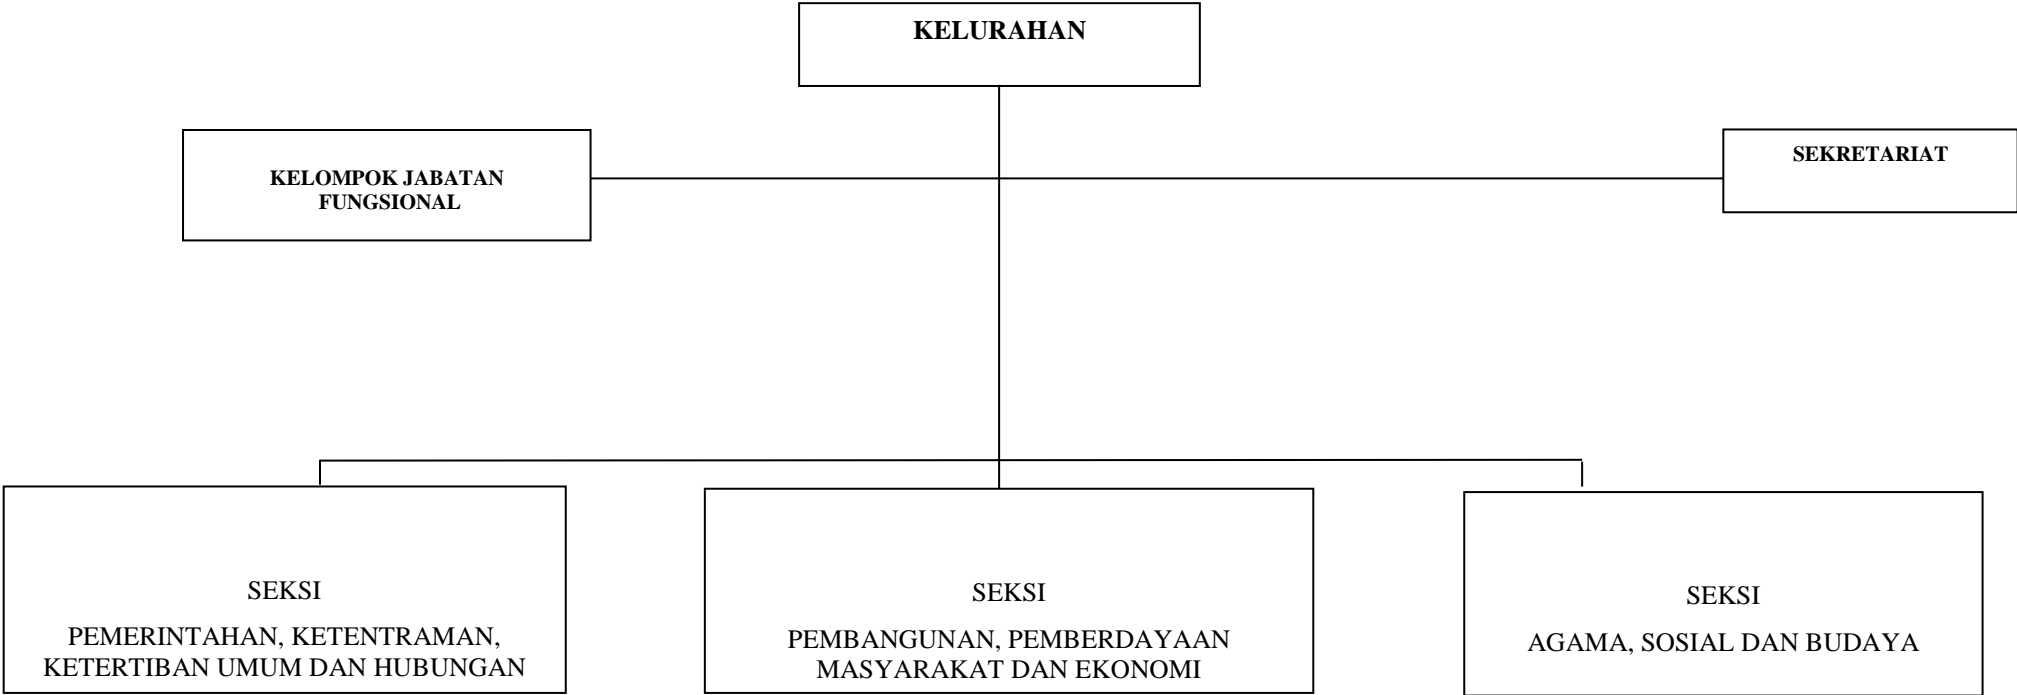 KELURAHAN
KELOMPOK JABATAN
FUNGSIONAL
SEKRETARIAT
SEKSI
PEMERINTAHAN, KETENTRAMAN,
KETERTIBAN UMUM DAN HUBUNGAN
SEKSI
PEMBANGUNAN, PEMBERDAYAAN
MASYARAKAT DAN EKONOMI
SEKSI
AGAMA, SOSIAL DAN BUDAYA